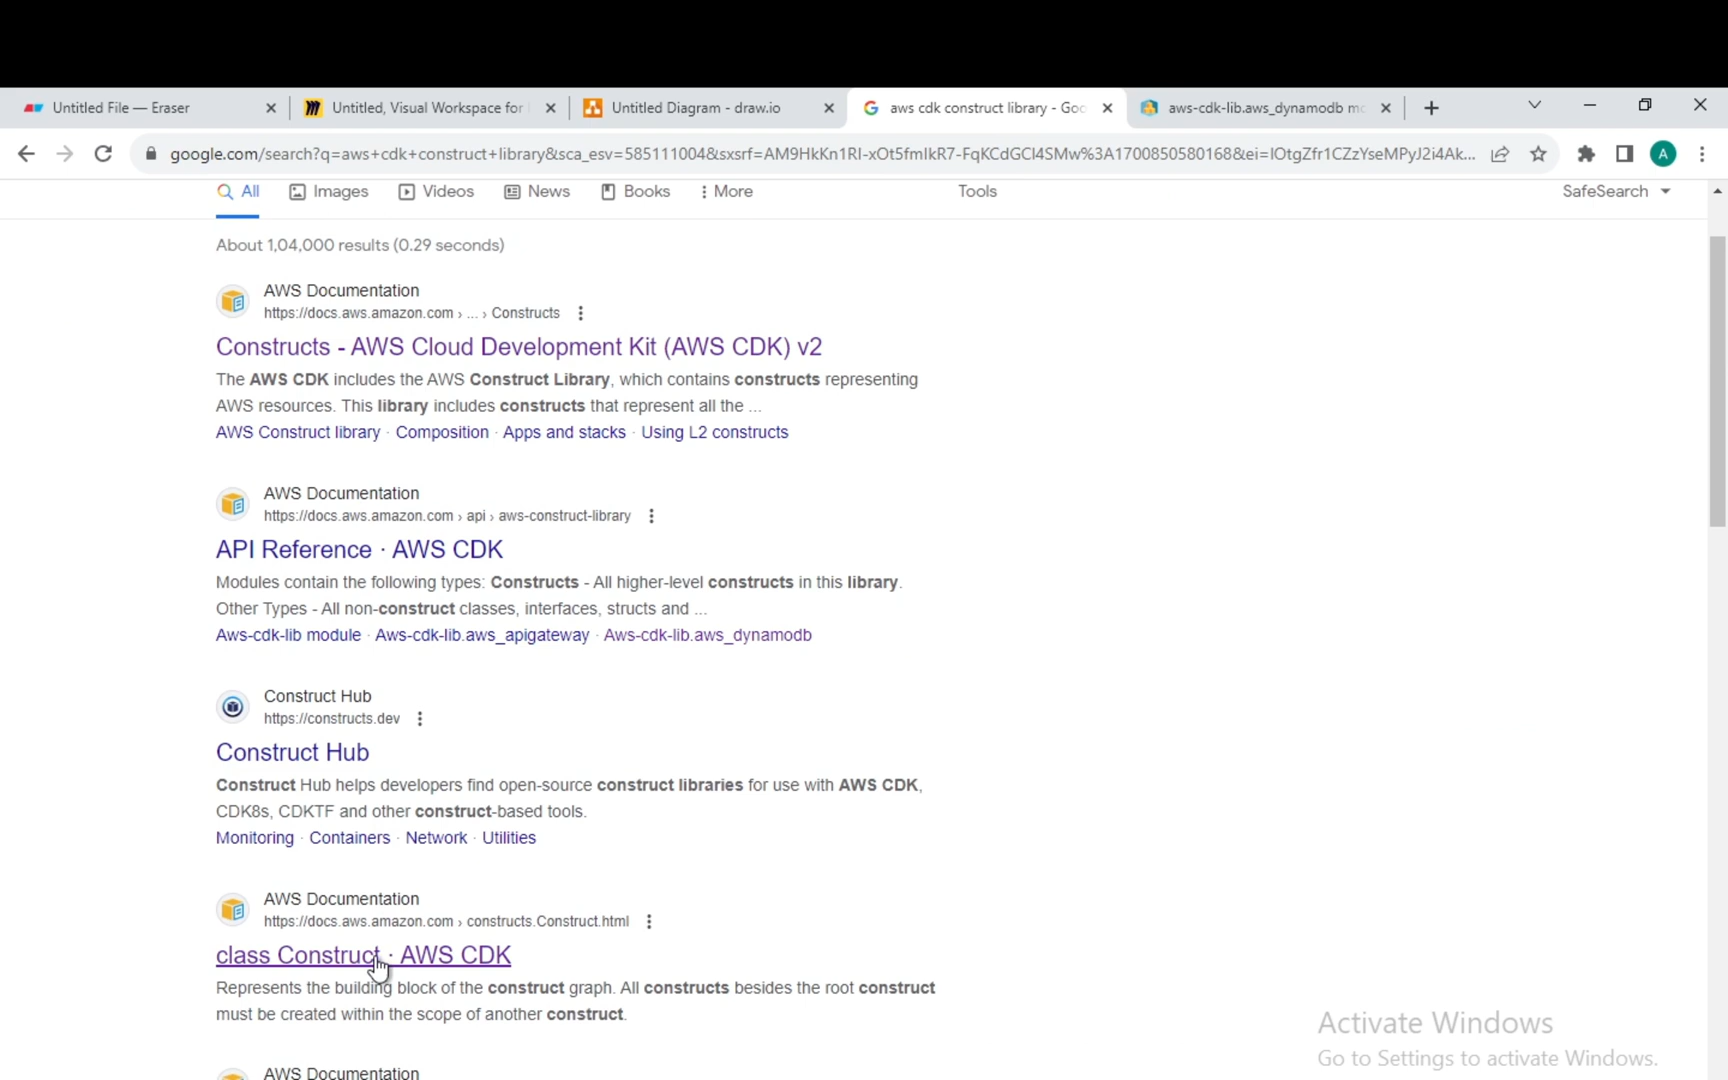 Untitled File — Eraser
Untitled, Visual Workspace for
Untitled Diagram - draw.io
aws cdk construct library - Goo
aws-cdk-lib.aws_dynamodb mo
google.com/search?q=aws+cdk+construct+library&sca_esv=585111004&sxsrf=AM9HkKn1RI-xOt5fmIkR7-FqKCdGCI4SMw%3A1700850580168&ei=IOtgZfr1CZzYseMPyJ2i4Ak...
A
All
Images
Videos
News
Books
More
Tools
SafeSearch
About 1,04,000 results (0.29 seconds)
AWS Documentation
https://docs.aws.amazon.com › ... › Constructs
Constructs - AWS Cloud Development Kit (AWS CDK) v2
The AWS CDK includes the AWS Construct Library, which contains constructs representing
AWS resources. This library includes constructs that represent all the ...
AWS Construct library · Composition · Apps and stacks · Using L2 constructs
AWS Documentation
https://docs.aws.amazon.com › api › aws-construct-library
API Reference · AWS CDK
Modules contain the following types: Constructs - All higher-level constructs in this library.
Other Types - All non-construct classes, interfaces, structs and ...
Aws-cdk-lib module · Aws-cdk-lib.aws_apigateway · Aws-cdk-lib.aws_dynamodb
Construct Hub
https://constructs.dev
Construct Hub
Construct Hub helps developers find open-source construct libraries for use with AWS CDK,
CDK8s, CDKTF and other construct-based tools.
Monitoring · Containers · Network · Utilities
AWS Documentation
https://docs.aws.amazon.com › constructs.Construct.html
class Construct · AWS CDK
Represents the building block of the construct graph. All constructs besides the root construct
must be created within the scope of another construct.
AWS Documentation
Activate Windows
Go to Settings to activate Windows.